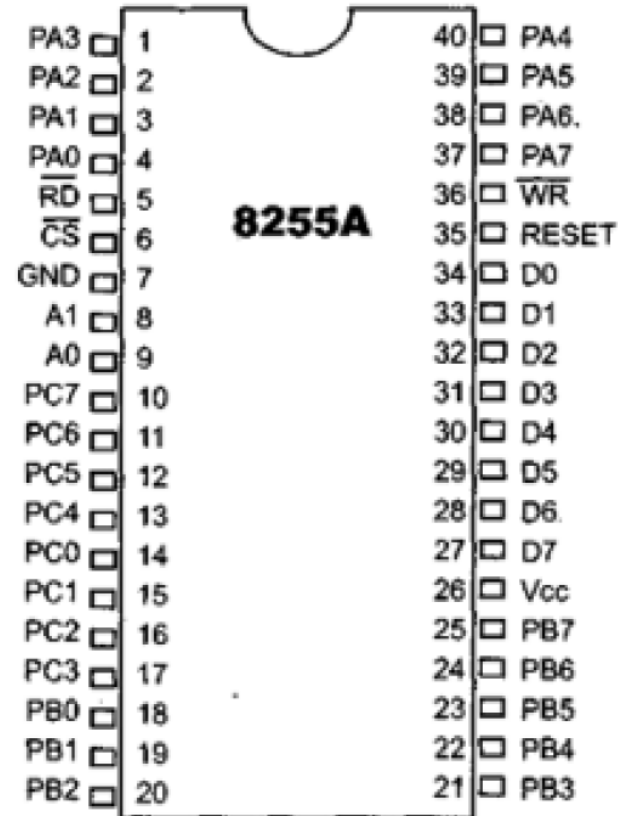 PA3 1 40 PA4
PA2 2 39 PA5
PA1 3 38 PA6.
PA0 4 37 PA7
R̅D̅ 5 36 W̅R̅
C̅S̅ 6 8255A 35 RESET
GND 7 34 D0
A1 8 33 D1
A0 9 32 D2
PC7 10 31 D3
PC6 11 30 D4
PC5 12 29 D5
PC4 13 28 D6.
PC0 14 27 D7
PC1 15 26 Vcc
PC2 16 25 PB7
PC3 17 24 PB6
PB0 18 23 PB5
PB1 19 22 PB4
PB2 20 21 PB3